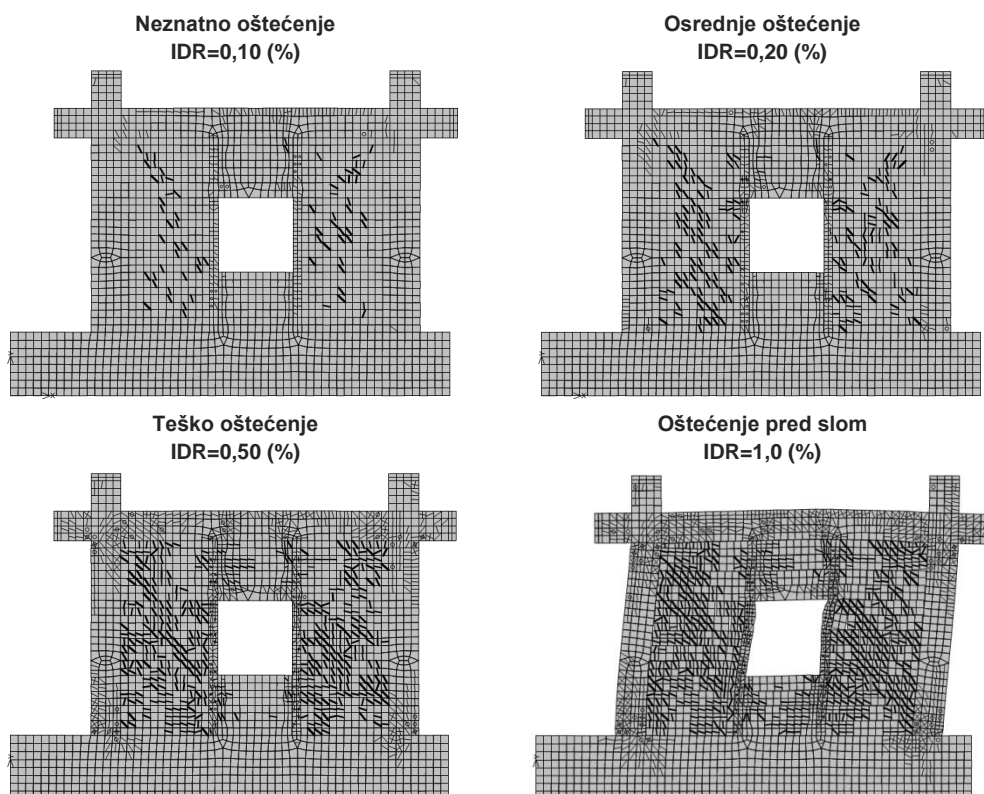 Neznatno oštećenje
IDR=0,10 (%)
Osrednje oštećenje
IDR=0,20 (%)
Teško oštećenje
IDR=0,50 (%)
Oštećenje pred slom
IDR=1,0 (%)